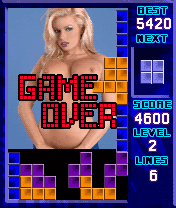 BEST
5420
NEXT
GAME
OVER
SCORE
4600
LEVEL
2
LINES
6